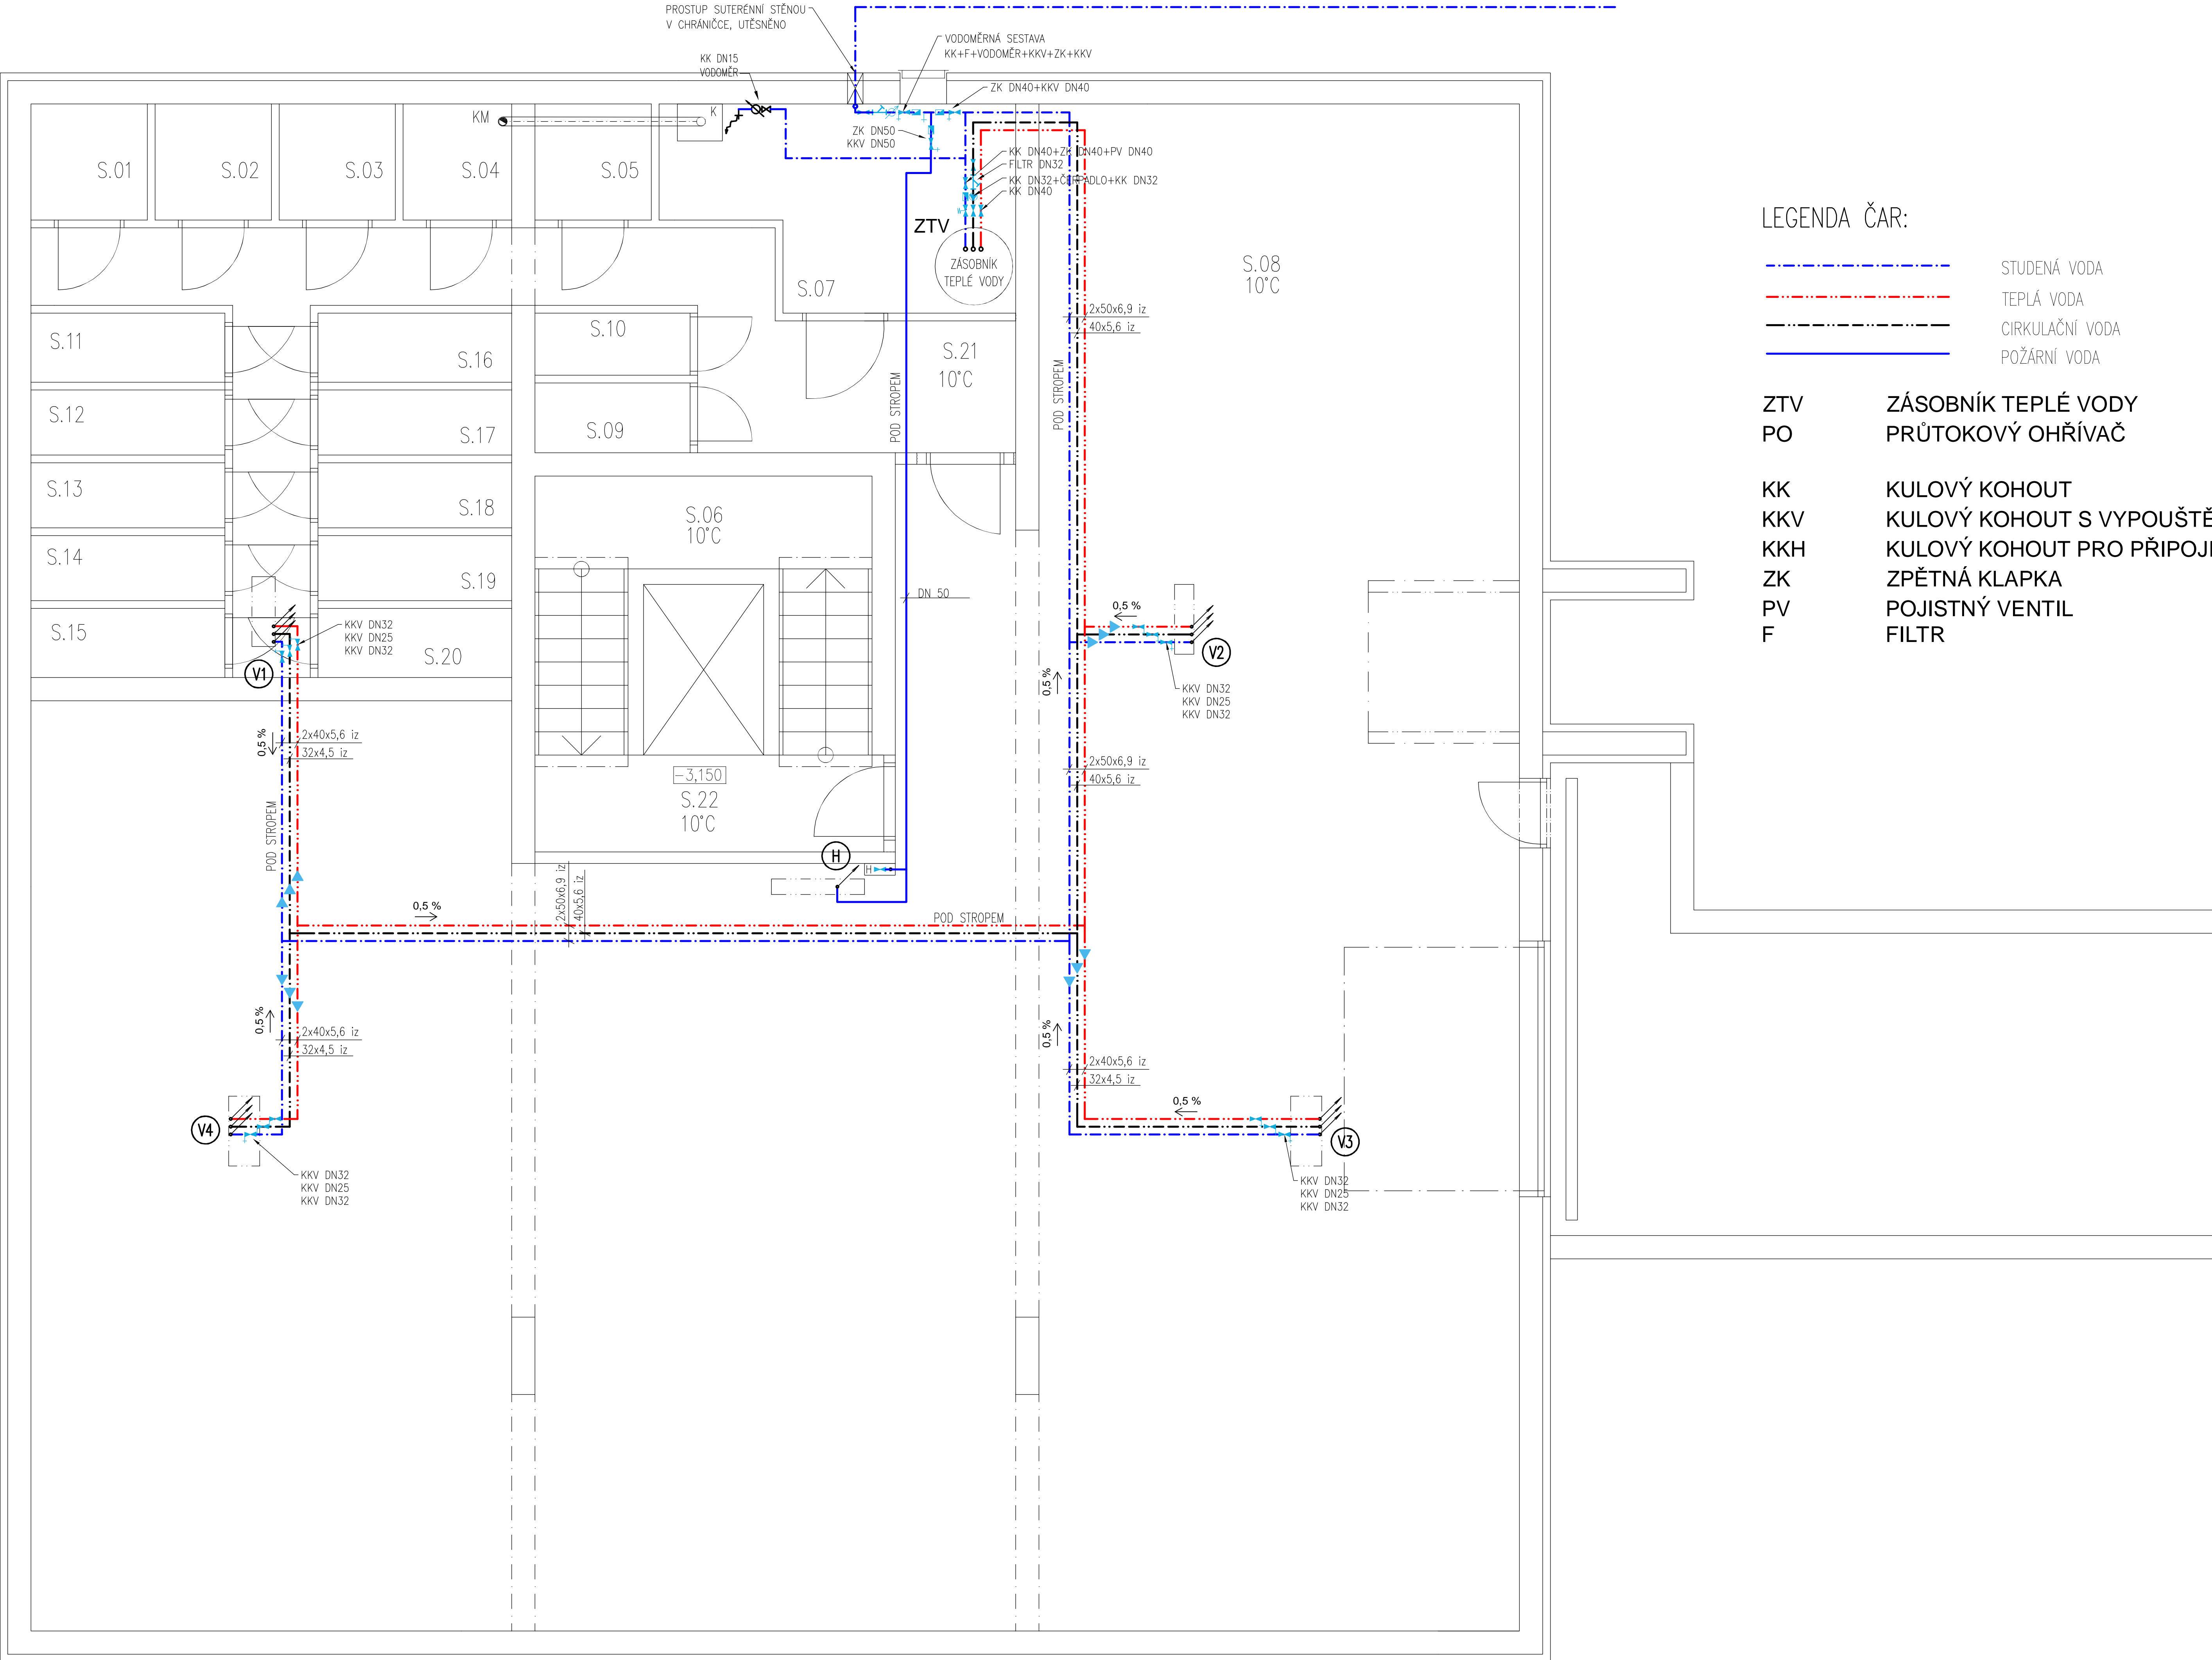 PROSTUP SUTERÉNNÍ STĚNOU
V CHRÁNIČCE, UTĚSNĚNO
VODOMĚRNÁ SESTAVA
KK+F+VODOMĚR+KKV+ZK+KKV
KK DN15
VODOMĚR
ZK DN40+KKV DN40
KM
K
ZK DN50
KKV DN50
KK DN40+ZK DN40+PV DN40
FILTR DN32
KK DN32+ČERPADLO+KK DN32
KK DN40
S.01
S.02
S.03
S.04
S.05
ZTV
ZÁSOBNÍK
TEPLÉ VODY
S.07
S.08
10°C
LEGENDA ČAR:
STUDENÁ VODA
TEPLÁ VODA
CIRKULAČNÍ VODA
POŽÁRNÍ VODA
ZTV ZÁSOBNÍK TEPLÉ VODY
PO PRŮTOKOVÝ OHŘÍVAČ
KK KULOVÝ KOHOUT
KKV KULOVÝ KOHOUT S VYPOUŠTĚ
KKH KULOVÝ KOHOUT PRO PŘIPOJ
ZK ZPĚTNÁ KLAPKA
PV POJISTNÝ VENTIL
F FILTR
2x50x6,9 iz
40x5,6 iz
S.11
S.16
S.10
S.21
10°C
POD STROPEM
POD STROPEM
S.12
S.17
S.09
S.13
S.18
S.06
10°C
S.14
S.19
DN 50
S.15
S.20
KKV DN32
KKV DN25
KKV DN32
V1
0,5 %
V2
KKV DN32
KKV DN25
KKV DN32
0,5 %
0,5 %
2x40x5,6 iz
32x4,5 iz
POD STROPEM
-3,150
S.22
10°C
2x50x6,9 iz
40x5,6 iz
H
H
0,5 %
2x50x6,9 iz
40x5,6 iz
POD STROPEM
0,5 %
2x40x5,6 iz
32x4,5 iz
0,5 %
2x40x5,6 iz
32x4,5 iz
0,5 %
V4
V3
KKV DN32
KKV DN25
KKV DN32
KKV DN32
KKV DN25
KKV DN32